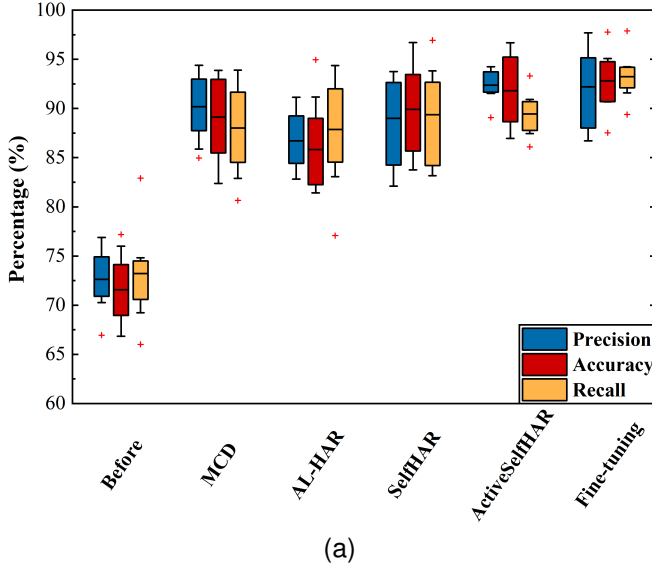 100
95
90
85
80
75
70
65
60
Percentage (%)
Precision
Accuracy
Recall
Before
MCD
AL-HAR
SelfHAR
ActiveSelfHAR
Fine-tuning
(a)